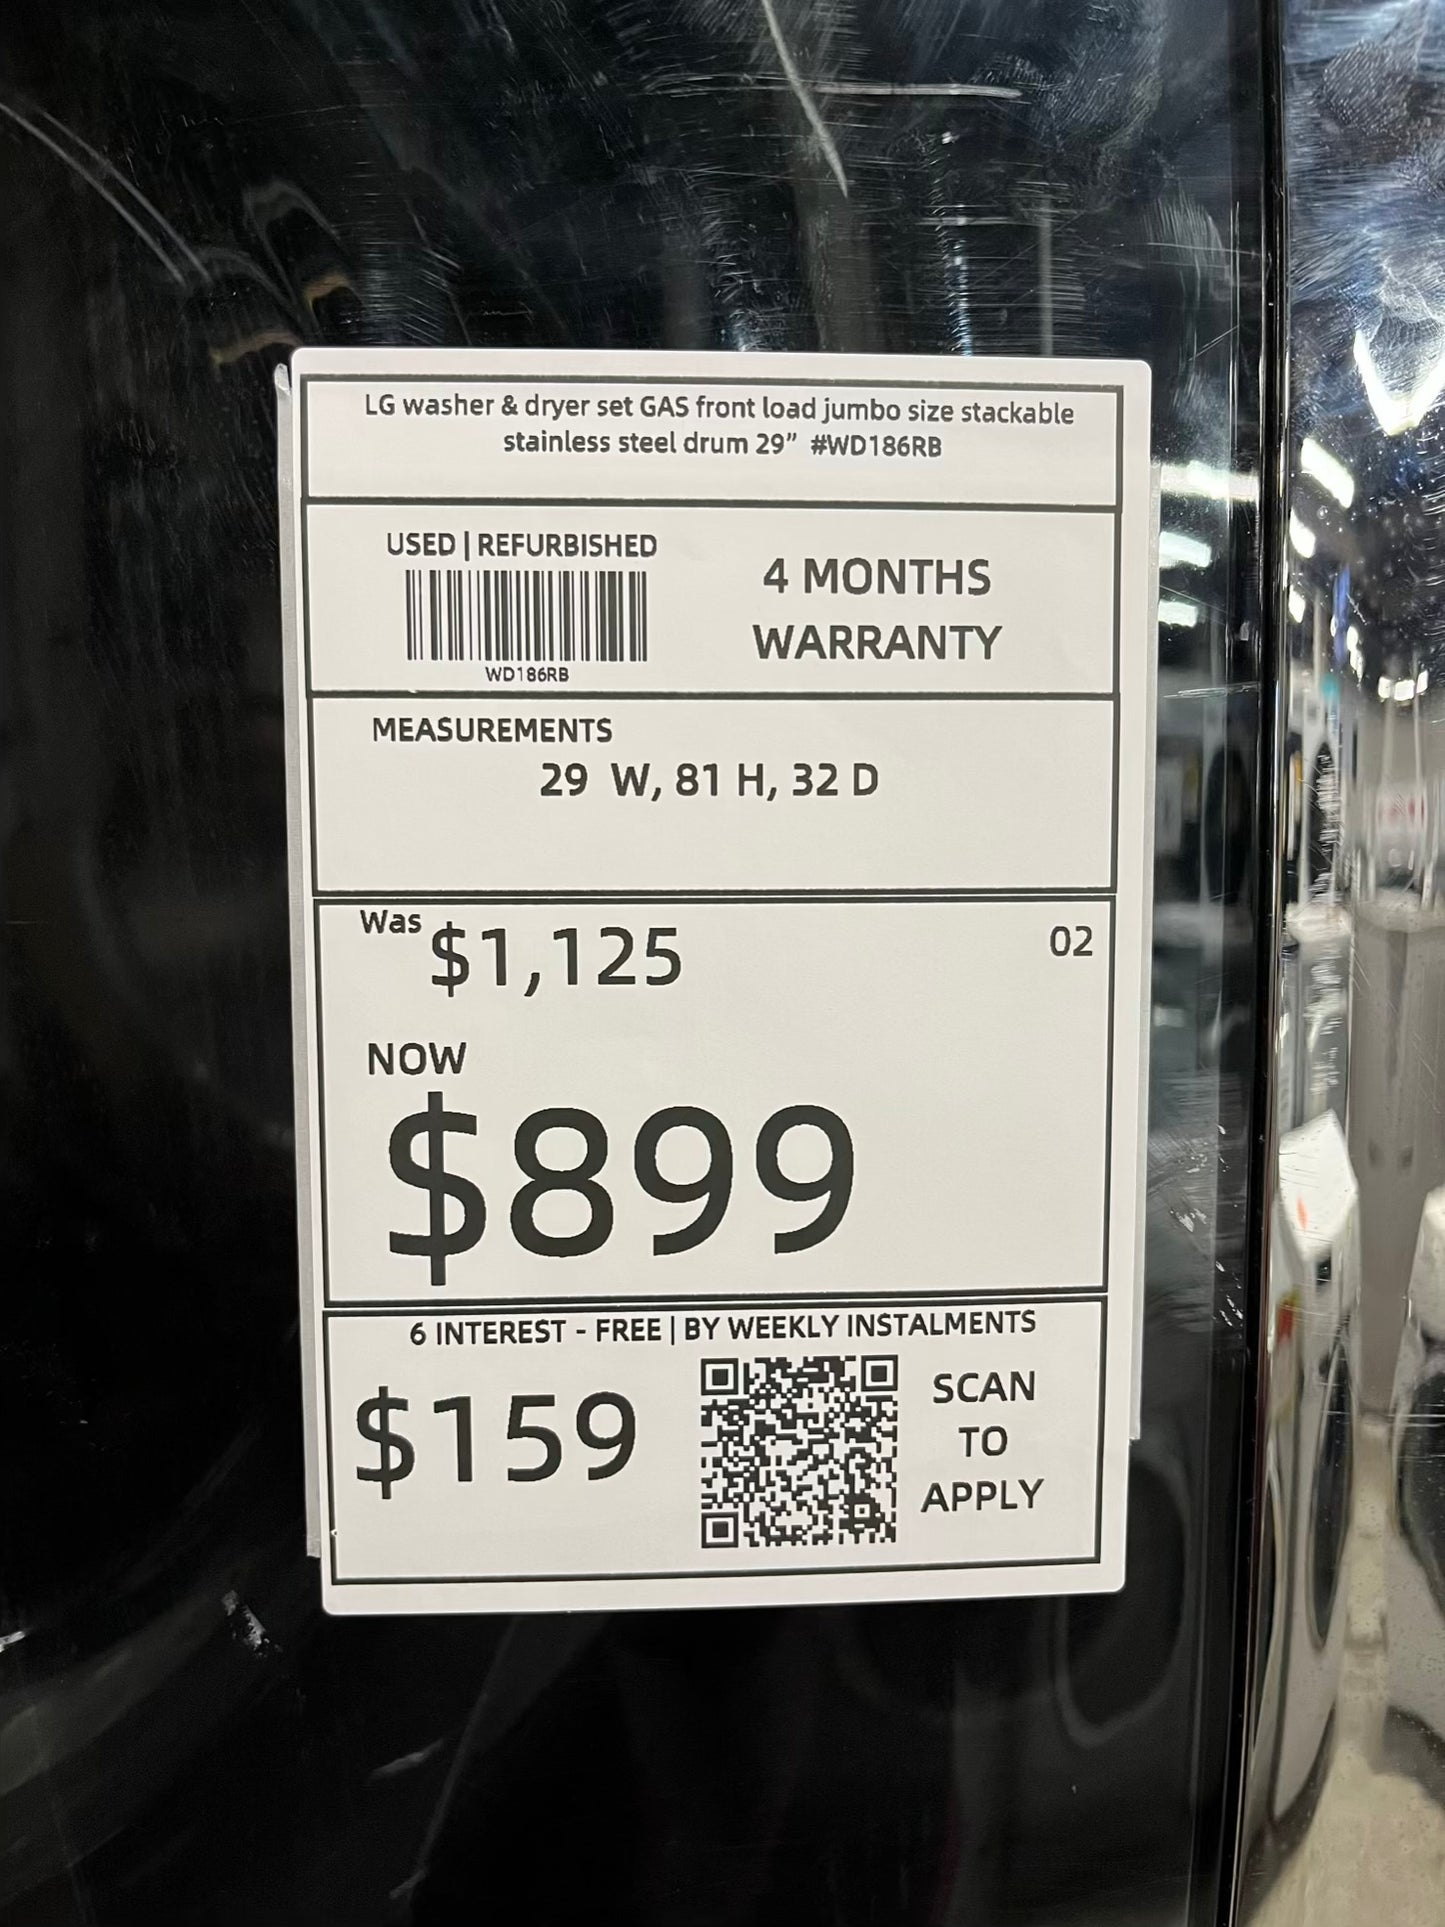 LG washer & dryer set GAS front load jumbo size stackable
stainless steel drum 29” #WD186RB
USED | REFURBISHED
WD186RB
4 MONTHS
WARRANTY
MEASUREMENTS
29 W, 81 H, 32 D
Was $1,125
02
NOW
$899
6 INTEREST - FREE | BY WEEKLY INSTALMENTS
$159
SCAN
TO
APPLY